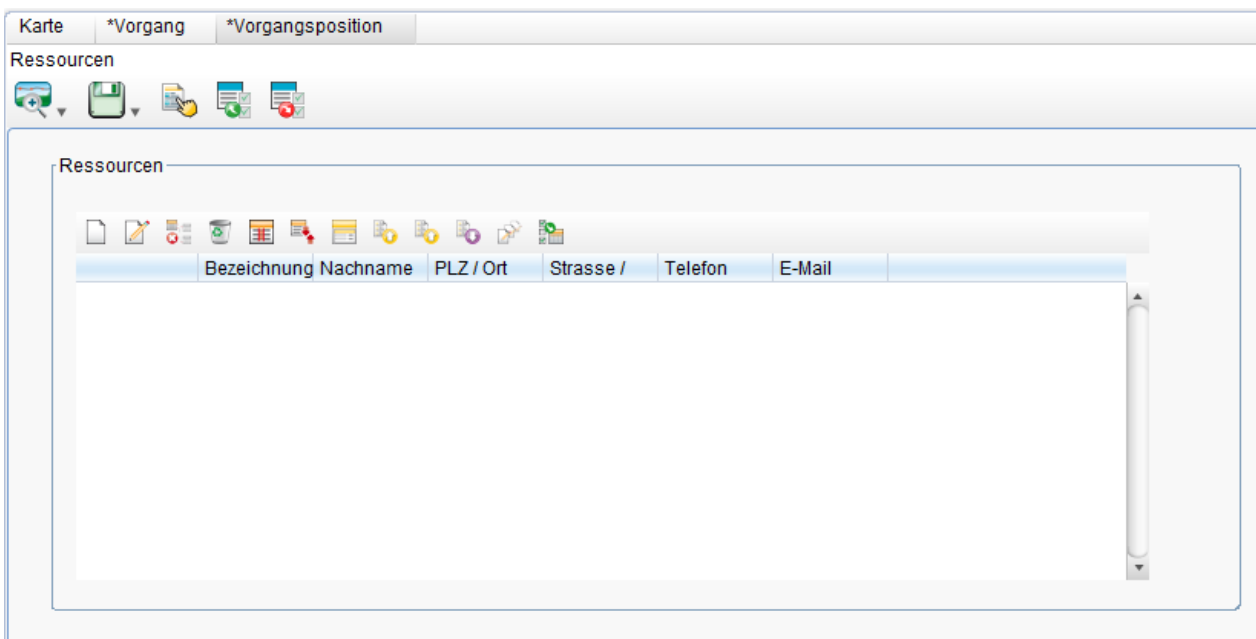 Karte *Vorgang *Vorgangsposition
Ressourcen
Ressourcen
Bezeichnung Nachname PLZ / Ort Strasse / Telefon E-Mail